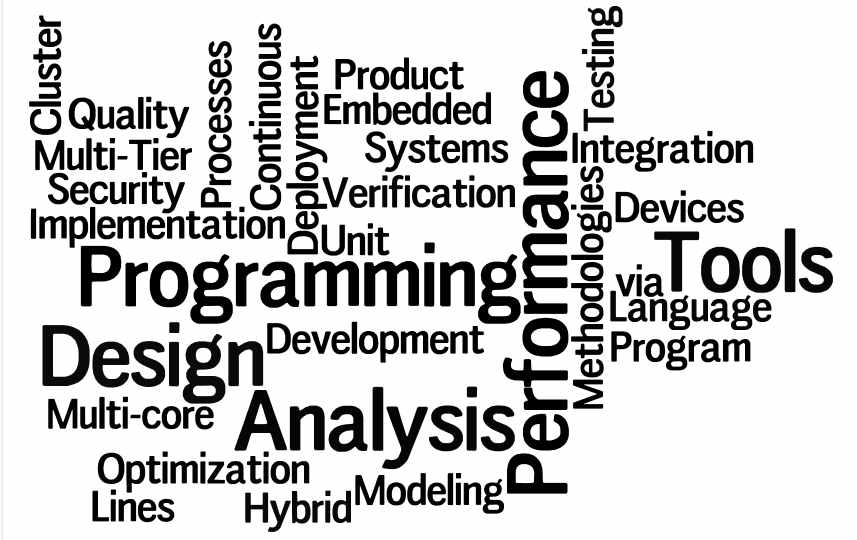 Cluster
Quality
Multi-Tier
Security
Implementation
Processes
Continuous
Deployment
Product
Embedded
Systems
Verification
Unit
Programming
Performance
Testing
Integration
Methodologies
Devices
Tools
via
Language
Program
Design
Development
Multi-core
Analysis
Optimization
Lines
Hybrid
Modeling